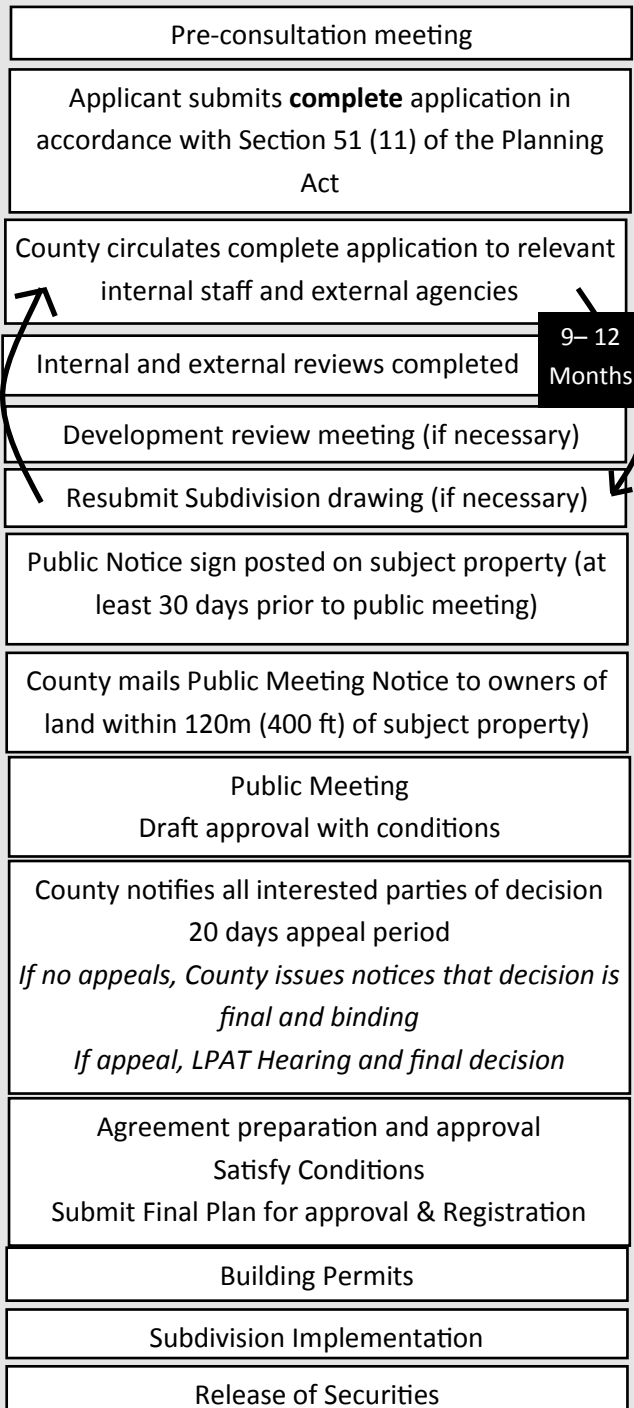 Pre-consultation meeting
Applicant submits complete application in
accordance with Section 51 (11) of the Planning
Act
County circulates complete application to relevant
internal staff and external agencies
9– 12
Months
Internal and external reviews completed
Development review meeting (if necessary)
Resubmit Subdivision drawing (if necessary)
Public Notice sign posted on subject property (at
least 30 days prior to public meeting)
County mails Public Meeting Notice to owners of
land within 120m (400 ft) of subject property)
Public Meeting
Draft approval with conditions
County notifies all interested parties of decision
20 days appeal period
If no appeals, County issues notices that decision is
final and binding
If appeal, LPAT Hearing and final decision
Agreement preparation and approval
Satisfy Conditions
Submit Final Plan for approval & Registration
Building Permits
Subdivision Implementation
Release of Securities